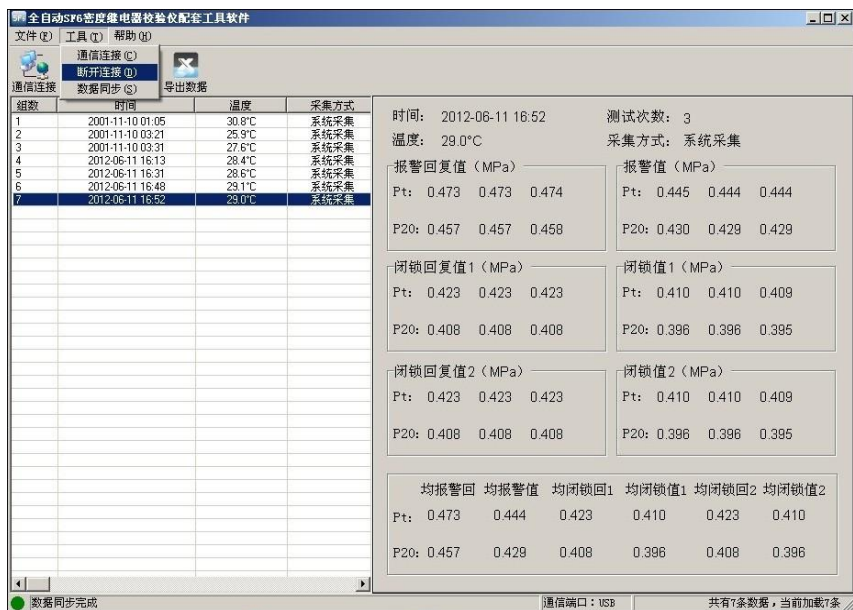 SF6 全自动SF6密度继电器校验仪配套工具软件
文件(F) 工具(T) 帮助(H)
通信连接(C)
断开连接(D)
数据同步(S)
通信连接 导出数据
组数 时间 温度 采集方式
1 2001-11-10 01:05 30.8°C 系统采集
2 2001-11-10 03:21 25.9°C 系统采集
3 2001-11-10 03:31 27.6°C 系统采集
4 2012-06-11 16:13 28.4°C 系统采集
5 2012-06-11 16:31 28.6°C 系统采集
6 2012-06-11 16:48 29.1°C 系统采集
7 2012-06-11 16:52 29.0°C 系统采集
时间: 2012-06-11 16:52 测试次数: 3
温度: 29.0°C 采集方式: 系统采集
报警回复值(MPa)
Pt: 0.473 0.473 0.474
P20: 0.457 0.457 0.458
报警值(MPa)
Pt: 0.445 0.444 0.444
P20: 0.430 0.429 0.429
闭锁回复值1(MPa)
Pt: 0.423 0.423 0.423
P20: 0.408 0.408 0.408
闭锁值1(MPa)
Pt: 0.410 0.410 0.409
P20: 0.396 0.396 0.395
闭锁回复值2(MPa)
Pt: 0.423 0.423 0.423
P20: 0.408 0.408 0.408
闭锁值2(MPa)
Pt: 0.410 0.410 0.409
P20: 0.396 0.396 0.395
均报警回 均报警值 均闭锁回1 均闭锁值1 均闭锁回2 均闭锁值2
Pt: 0.473 0.444 0.423 0.410 0.423 0.410
P20: 0.457 0.429 0.408 0.396 0.408 0.396
数据同步完成 通信端口:USB 共有7条数据,当前加载7条